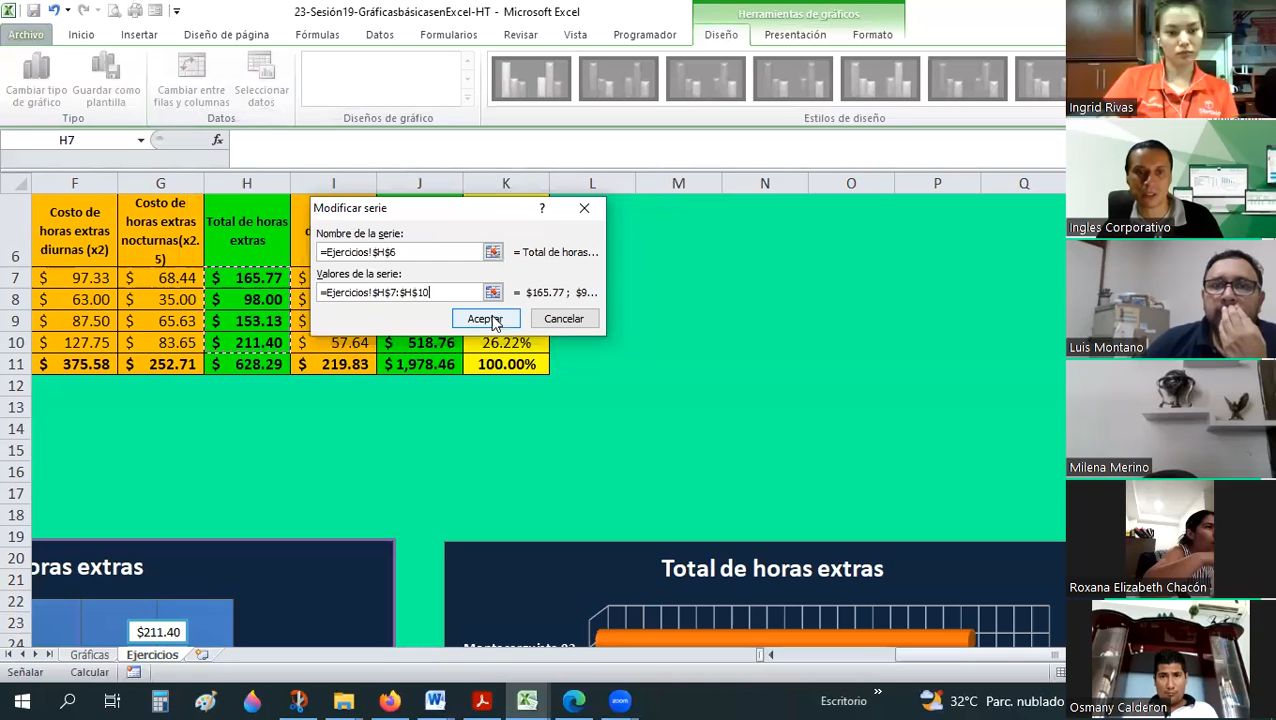 23-Sesión19-GráficasbásicasenExcel-HT - Microsoft Excel
Herramientas de gráficos
Archivo Inicio Insertar Diseño de página Fórmulas Datos Formularios Revisar Vista Programador Diseño Presentación Formato
Cambiar tipo de gráfico
Guardar como plantilla
Cambiar entre filas y columnas
Seleccionar datos
Tipo Datos Diseños de gráfico Estilos de diseño
H7 fx
F G H I J K L M N O P Q
6 Costo de horas extras diurnas (x2) Costo de horas extras nocturnas(x2.5) Total de horas extras
7 $ 97.33 $ 68.44 $ 165.77 $
8 $ 63.00 $ 35.00 $ 98.00 $
9 $ 87.50 $ 65.63 $ 153.13 $
10 $ 127.75 $ 83.65 $ 211.40 $ 57.64 $ 518.76 26.22%
11 $ 375.58 $ 252.71 $ 628.29 $ 219.83 $ 1,978.46 100.00%
12
13
14
15
16
17
18
19
20
21
22
23
Modificar serie ?
Nombre de la serie:
=Ejercicios!$H$6 = Total de horas...
Valores de la serie:
=Ejercicios!$H$7:$H$10 = $165.77 ; $9...
Aceptar Cancelar
oras extras
$211.40
Total de horas extras
Gráficas Ejercicios
Señalar Calcular
zoom
Escritorio »
32°C Parc. nublado
Ingrid Rivas
Ingles Corporativo
Luis Montano
Milena Merino
Roxana Elizabeth Chacón
Osmany Calderon